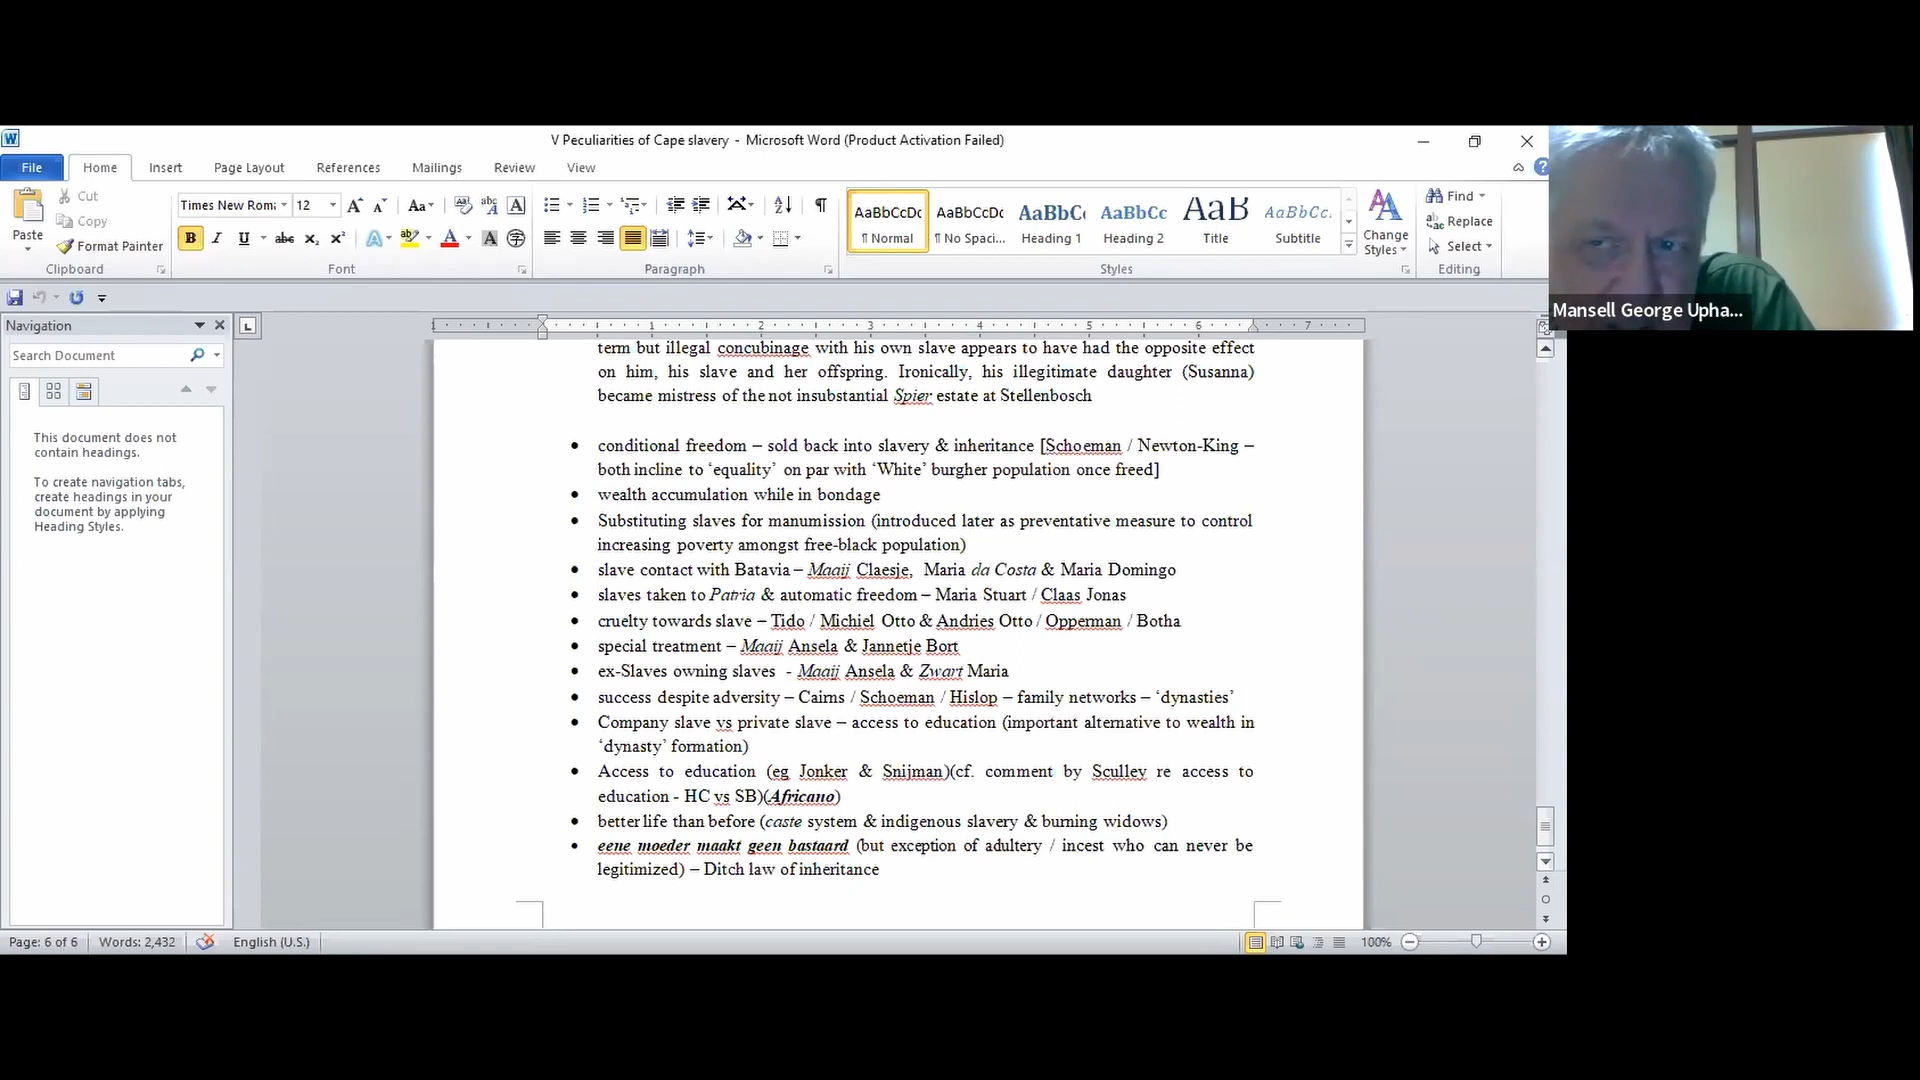 V Peculiarities of Cape slavery - Microsoft Word (Product Activation Failed)
File Home Insert Page Layout References Mailings Review View
Paste
Cut
Copy
Format Painter
Clipboard
Times New Roma 12
Font
Paragraph
AaBbCcDc AaBbCcDc AaBbCc AaBbCc AaB AaBbCc.
¶ Normal ¶ No Spaci... Heading 1 Heading 2 Title Subtitle
Change Styles
Styles
Find
Replace
Select
Editing
Mansell George Upha...
Navigation
Search Document
This document does not
contain headings.
To create navigation tabs,
create headings in your
document by applying
Heading Styles.
1 1 2 3 4 5 6 7
term but illegal concubinage with his own slave appears to have had the opposite effect
on him, his slave and her offspring. Ironically, his illegitimate daughter (Susanna)
became mistress of the not insubstantial Spier estate at Stellenbosch
• conditional freedom – sold back into slavery & inheritance [Schoeman / Newton-King –
both incline to ‘equality’ on par with ‘White’ burgher population once freed]
• wealth accumulation while in bondage
• Substituting slaves for manumission (introduced later as preventative measure to control
increasing poverty amongst free-black population)
• slave contact with Batavia – Maaij Claesje, Maria da Costa & Maria Domingo
• slaves taken to Patria & automatic freedom – Maria Stuart / Claas Jonas
• cruelty towards slave – Tido / Michiel Otto & Andries Otto / Opperman / Botha
• special treatment – Maaij Ansela & Jannetje Bort
• ex-Slaves owning slaves - Maaij Ansela & Zwart Maria
• success despite adversity – Cairns / Schoeman / Hislop – family networks – ‘dynasties’
• Company slave vs private slave – access to education (important alternative to wealth in
‘dynasty’ formation)
• Access to education (eg Jonker & Snijman)(cf. comment by Sculley re access to
education - HC vs SB)(Africano)
• better life than before (caste system & indigenous slavery & burning widows)
• eene moeder maakt geen bastaard (but exception of adultery / incest who can never be
legitimized) – Ditch law of inheritance
Page: 6 of 6 Words: 2,432 English (U.S.) 100%